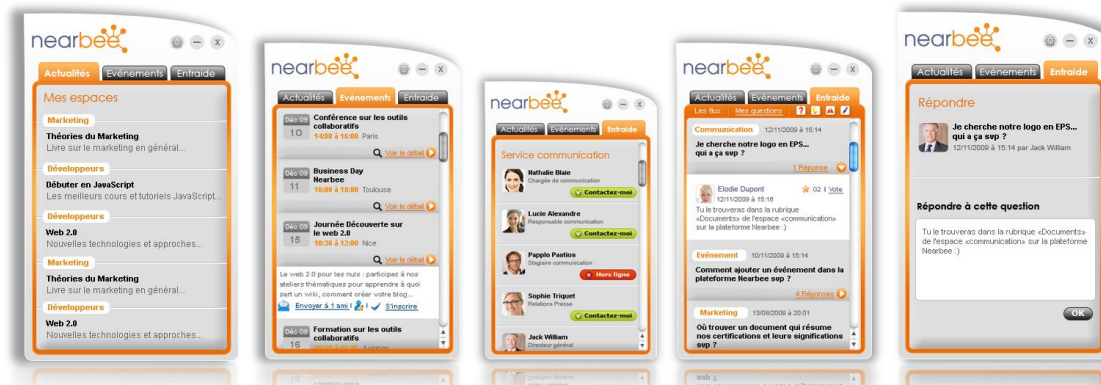 nearbee
Actualités Evénements Entraide
Mes espaces
Marketing
Théories du Marketing
Livre sur le marketing en général...
Développeurs
Débuter en JavaScript
Les meilleurs cours et tutoriels JavaScript...
Développeurs
Web 2.0
Nouvelles technologies et approches...
Marketing
Théories du Marketing
Livre sur le marketing en général...
Développeurs
Web 2.0
Nouvelles technologies et approches...
nearbee
Actualités Evénements Entraide
Déc 09
10
Conférence sur les outils
collaboratifs
14:00 à 16:00 Paris
Voir le détail
Déc 09
11
Business Day
Nearbee
16:00 à 18:00 Toulouse
Voir le détail
Déc 09
15
Journée Découverte sur
le web 2.0
10:30 à 12:00 Nice
Voir le détail
Le web 2.0 pour les nuls : participez à nos
ateliers thématiques pour apprendre à quoi
sert un wiki, comment créer votre blog...
Envoyer à 1 ami | | S'inscrire
Déc 09
16
Formation sur les outils
collaboratifs
nearbee
Actualités Evénements Entraide
Service communication
Nathalie Blaie
Chargée de communication
Contactez-moi
Lucie Alexandre
Responsable communication
Contactez-moi
Papplo Pastios
Stagiaire communication
Hors ligne
Sophie Triquet
Relations Presse
Contactez-moi
Jack William
Directeur général
nearbee
Actualités Evénements Entraide
Les flux Mes questions
Communication 12/11/2009 à 15:14
Je cherche notre logo en EPS...
qui a ça svp ?
1 Réponse
Elodie Dupont 02 | Vote
12/11/2009 à 15:16
Tu le trouveras dans la rubrique
«Documents» de l'espace «communication»
sur la plateforme Nearbee :)
Evénement 10/11/2009 à 15:14
Comment ajouter un événement dans la
plateforme Nearbee svp ?
4 Réponses
Marketing 13/08/2009 à 20:01
Où trouver un document qui résume
nos certifications et leurs significations
svp ?
nearbee
Actualités Evénements Entraide
Répondre
Je cherche notre logo en EPS...
qui a ça svp ?
12/11/2009 à 15:14 par Jack William
Répondre à cette question
Tu le trouveras dans la rubrique «Documents»
de l'espace «communication» sur la plateforme
Nearbee :)
OK